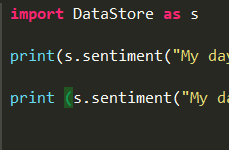 import DataStore as s
print(s.sentiment("My day
print (s.sentiment("My da